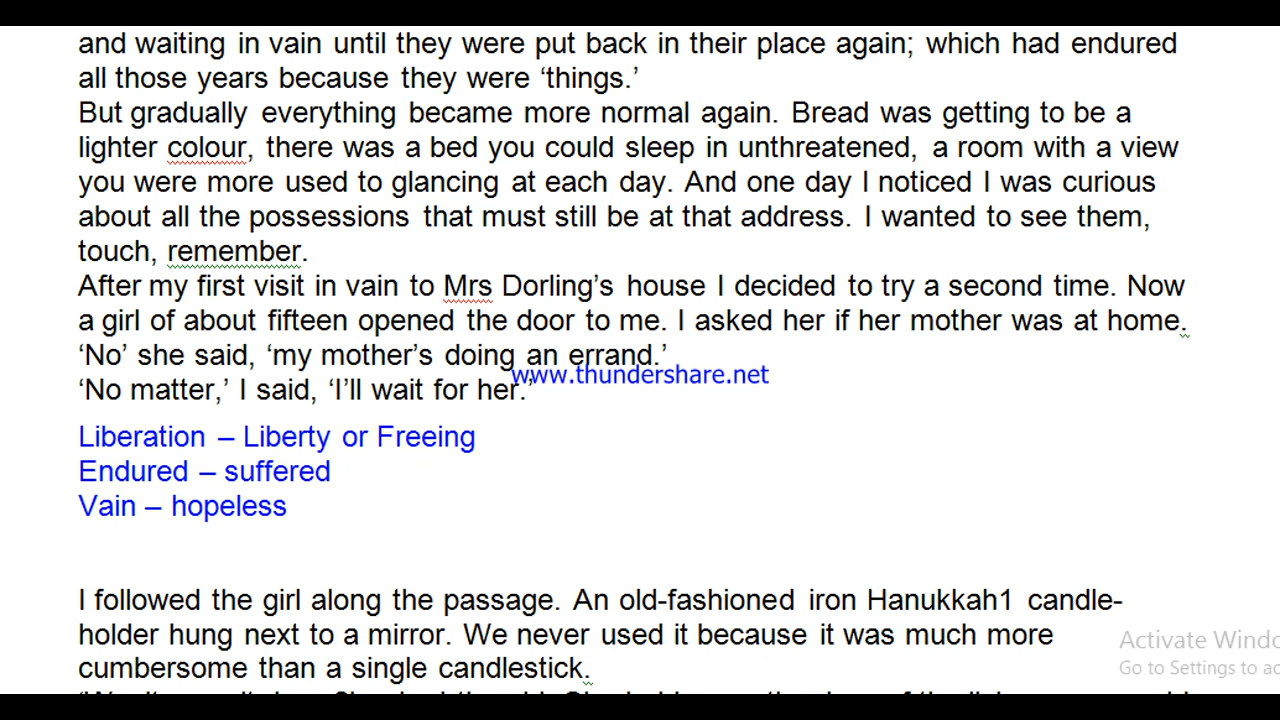 and waiting in vain until they were put back in their place again; which had endured
all those years because they were ‘things.’
But gradually everything became more normal again. Bread was getting to be a
lighter colour, there was a bed you could sleep in unthreatened, a room with a view
you were more used to glancing at each day. And one day I noticed I was curious
about all the possessions that must still be at that address. I wanted to see them,
touch, remember.
After my first visit in vain to Mrs Dorling’s house I decided to try a second time. Now
a girl of about fifteen opened the door to me. I asked her if her mother was at home.
‘No’ she said, ‘my mother’s doing an errand.’
www.thundershare.net
‘No matter,’ I said, ‘I’ll wait for her.’
Liberation – Liberty or Freeing
Endured – suffered
Vain – hopeless
I followed the girl along the passage. An old-fashioned iron Hanukkah1 candle-
holder hung next to a mirror. We never used it because it was much more
cumbersome than a single candlestick.
Activate Windo
Go to Settings to ac